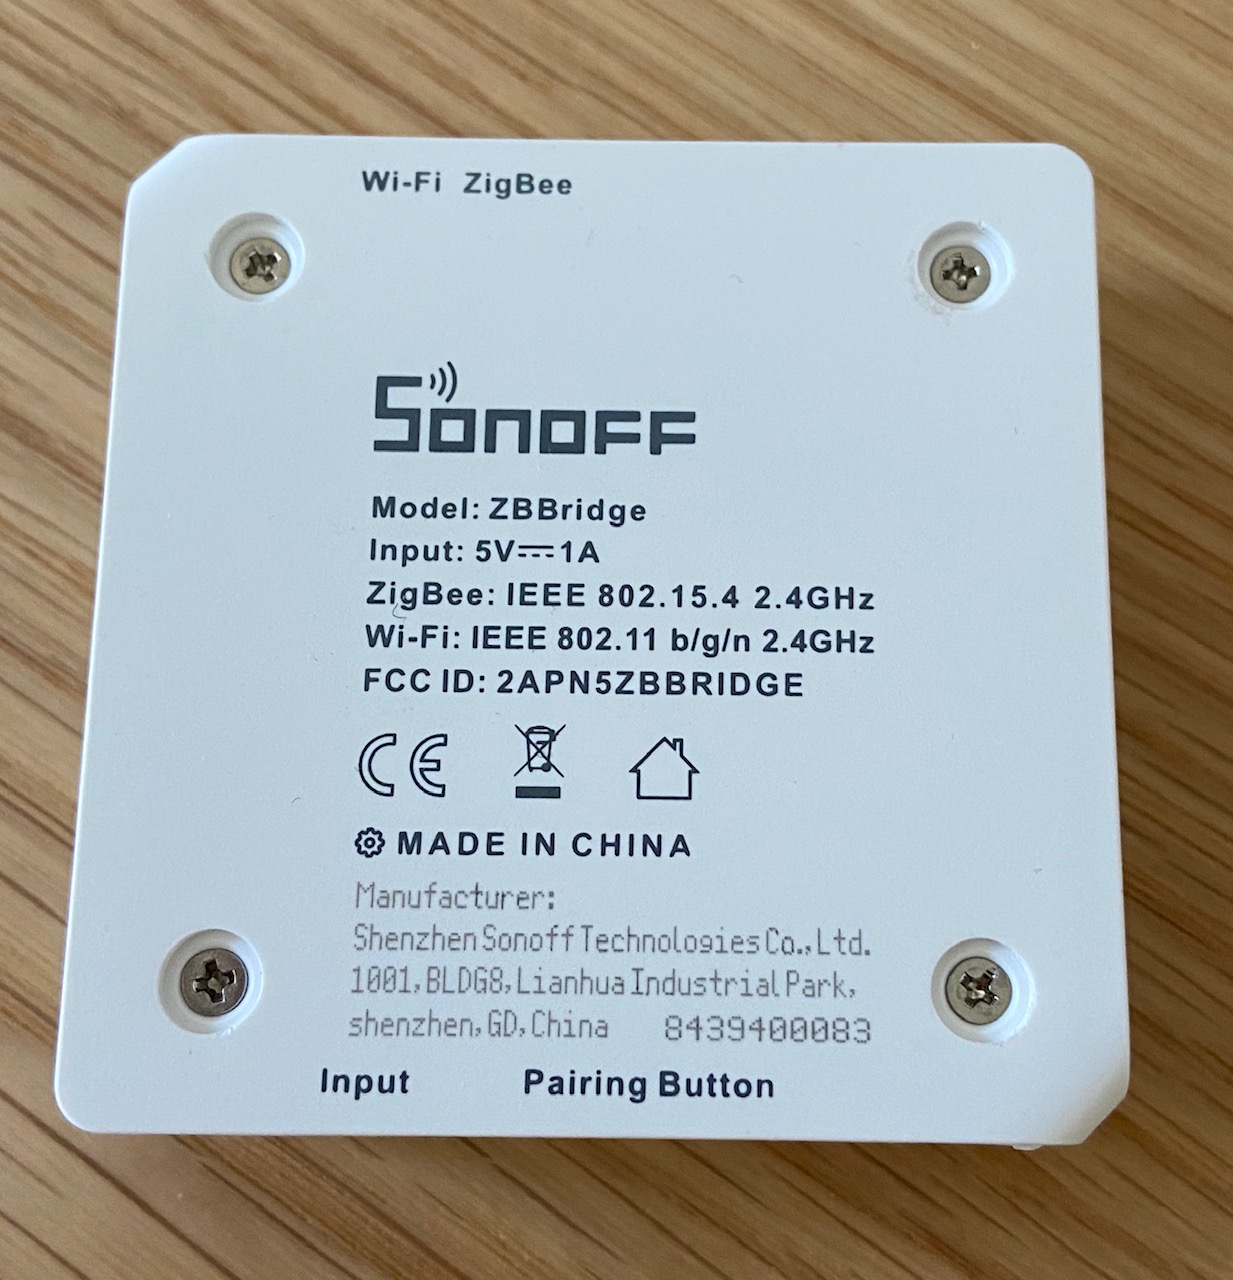 Wi-Fi ZigBee
SONOFF
Model: ZBBridge
Input: 5V⎓1A
ZigBee: IEEE 802.15.4 2.4GHz
Wi-Fi: IEEE 802.11 b/g/n 2.4GHz
FCC ID: 2APN5ZBBRIDGE
CE
MADE IN CHINA
Manufacturer:
Shenzhen Sonoff Technologies Co., Ltd.
1001, BLDG8, Lianhua Industrial Park,
shenzhen, GD, China 8439400083
Input Pairing Button